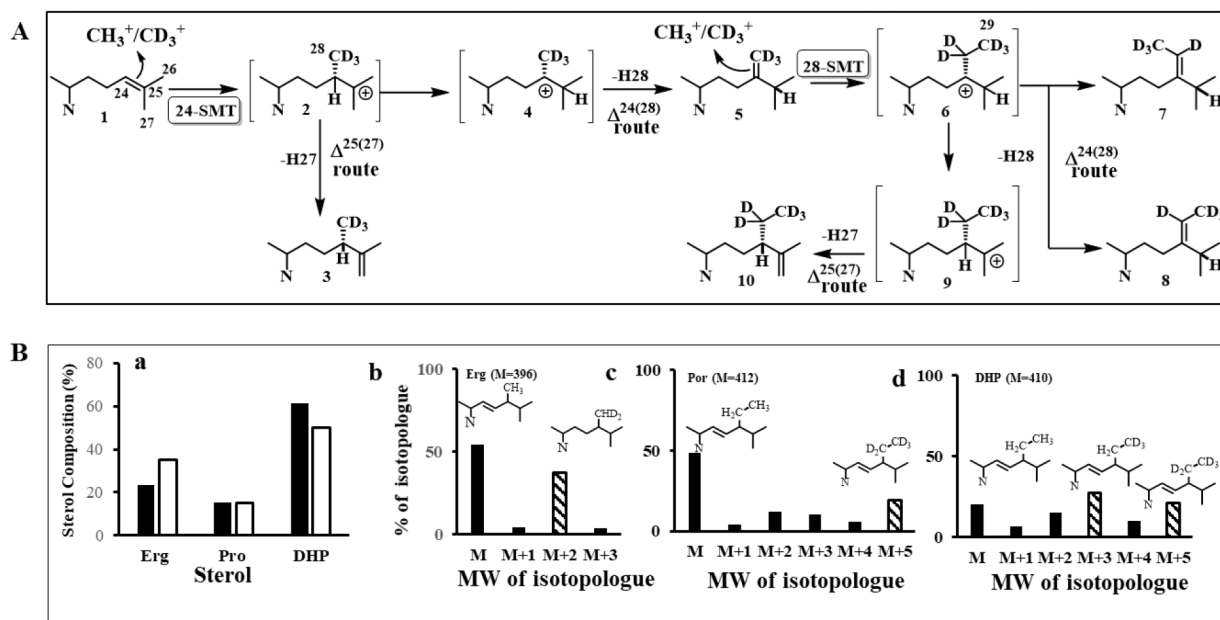 A
CH₃⁺/CD₃⁺
24
25
26
27
N
1
24-SMT
28
CD₃
H
N
2
-H27
Δ²⁵⁽²⁷⁾
route
CD₃
H
N
3
CD₃
H
N
4
-H28
Δ²⁴⁽²⁸⁾
route
CH₃⁺/CD₃⁺
CD₃
H
N
5
28-SMT
29
D
D
CD₃
H
N
6
-H28
Δ²⁴⁽²⁸⁾
route
D₃C
D
H
N
7
D
CD₃
H
N
8
D
D
CD₃
H
N
9
-H27
Δ²⁵⁽²⁷⁾
route
D
D
CD₃
H
N
10
B
a
Sterol Composition (%)
80
60
40
20
0
Erg Pro DHP
Sterol
b
Erg (M=396)
% of isotopologue
100
50
0
CH₃
N
CHD₂
N
M M+1 M+2 M+3
MW of isotopologue
c
Por (M=412)
100
50
0
H₂C CH₃
N
D₂C CD₃
N
M M+1 M+2 M+3 M+4 M+5
MW of isotopologue
d
DHP (M=410)
100
50
0
H₂C CH₃
N
H₂C CD₃
N
D₂C CD₃
N
M M+1 M+2 M+3 M+4 M+5
MW of isotopologue